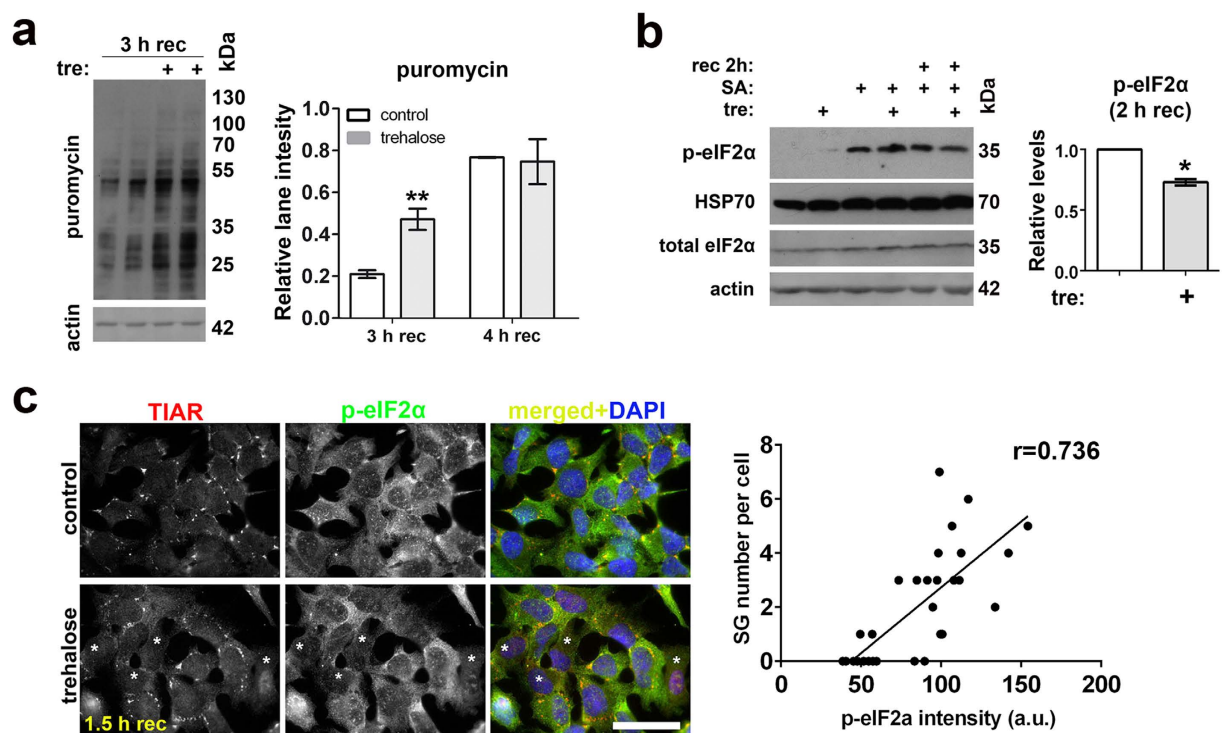 a
3 h rec
tre: + +
kDa
puromycin
130
100
70
55
35
25
actin
42
puromycin
Relative lane intesity
1.0
0.8
0.6
0.4
0.2
0.0
control
trehalose
**
3 h rec
4 h rec
b
rec 2h: + +
SA: + + + +
tre: + + +
kDa
p-eIF2α
35
HSP70
70
total eIF2α
35
actin
42
p-eIF2α
(2 h rec)
Relative levels
1.0
0.5
0.0
*
tre: +
c
TIAR
p-eIF2α
merged+DAPI
control
trehalose
* * * *
* * * *
* * * *
1.5 h rec
SG number per cell
8
6
4
2
0
r=0.736
0 50 100 150 200
p-eIF2a intensity (a.u.)